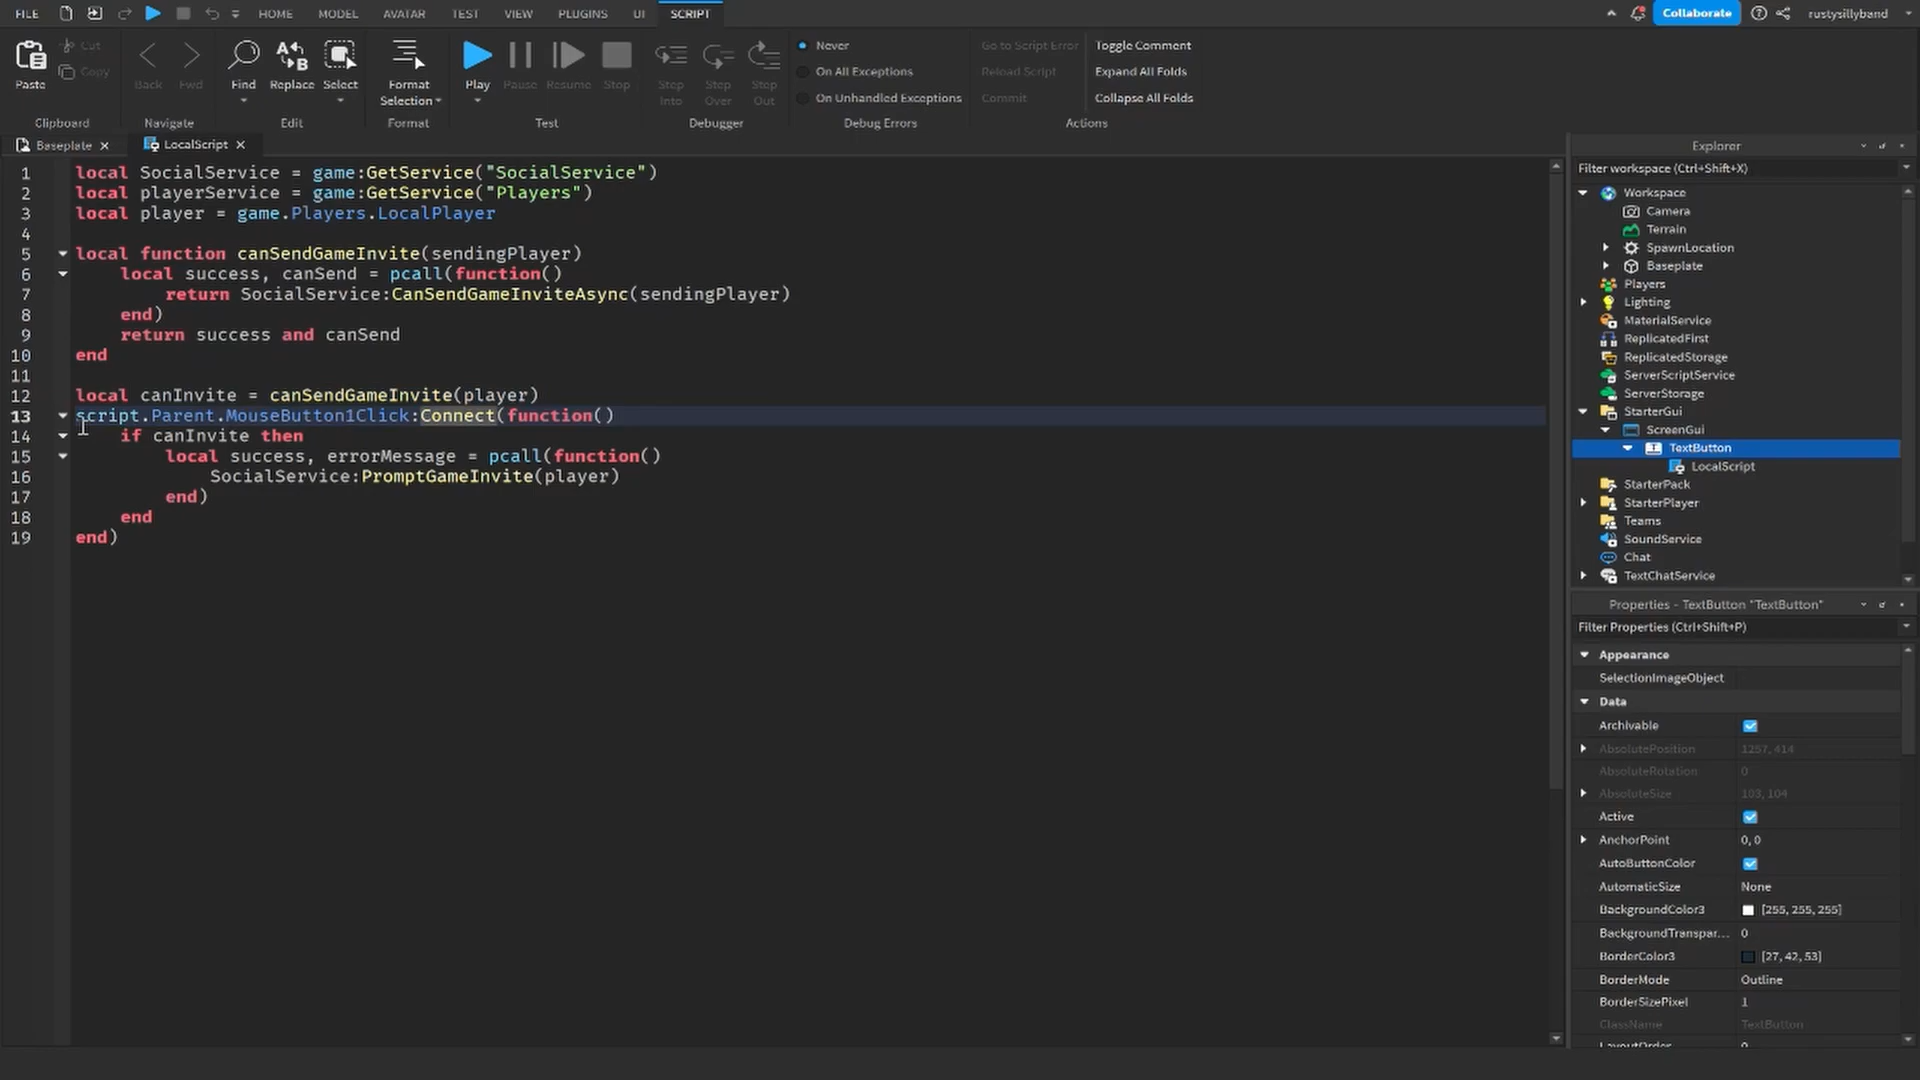 FILE HOME MODEL AVATAR TEST VIEW PLUGINS UI SCRIPT Collaborate rustysillyband
Paste Cut Copy Back Fwd Find Replace Select Format Selection Play Pause Resume Stop Step Into Step Over Step Out
Never
On All Exceptions
On Unhandled Exceptions
Go to Script Error
Reload Script
Commit
Toggle Comment
Expand All Folds
Collapse All Folds
Clipboard Navigate Edit Format Test Debugger Debug Errors Actions
Baseplate LocalScript
1 local SocialService = game:GetService("SocialService")
2 local playerService = game:GetService("Players")
3 local player = game.Players.LocalPlayer
4
5 local function canSendGameInvite(sendingPlayer)
6 local success, canSend = pcall(function()
7 return SocialService:CanSendGameInviteAsync(sendingPlayer)
8 end)
9 return success and canSend
10 end
11
12 local canInvite = canSendGameInvite(player)
13 script.Parent.MouseButton1Click:Connect(function()
14 if canInvite then
15 local success, errorMessage = pcall(function()
16 SocialService:PromptGameInvite(player)
17 end)
18 end
19 end)
Explorer
Filter workspace (Ctrl+Shift+X)
Workspace
Camera
Terrain
SpawnLocation
Baseplate
Players
Lighting
MaterialService
ReplicatedFirst
ReplicatedStorage
ServerScriptService
ServerStorage
StarterGui
ScreenGui
TextButton
LocalScript
StarterPack
StarterPlayer
Teams
SoundService
Chat
TextChatService
Properties - TextButton "TextButton"
Filter Properties (Ctrl+Shift+P)
Appearance
SelectionImageObject
Data
Archivable
AbsolutePosition 1257, 414
AbsoluteRotation 0
AbsoluteSize 103, 104
Active
AnchorPoint 0, 0
AutoButtonColor
AutomaticSize None
BackgroundColor3 [255, 255, 255]
BackgroundTranspar... 0
BorderColor3 [27, 42, 53]
BorderMode Outline
BorderSizePixel 1
ClassName TextButton
LayoutOrder 0